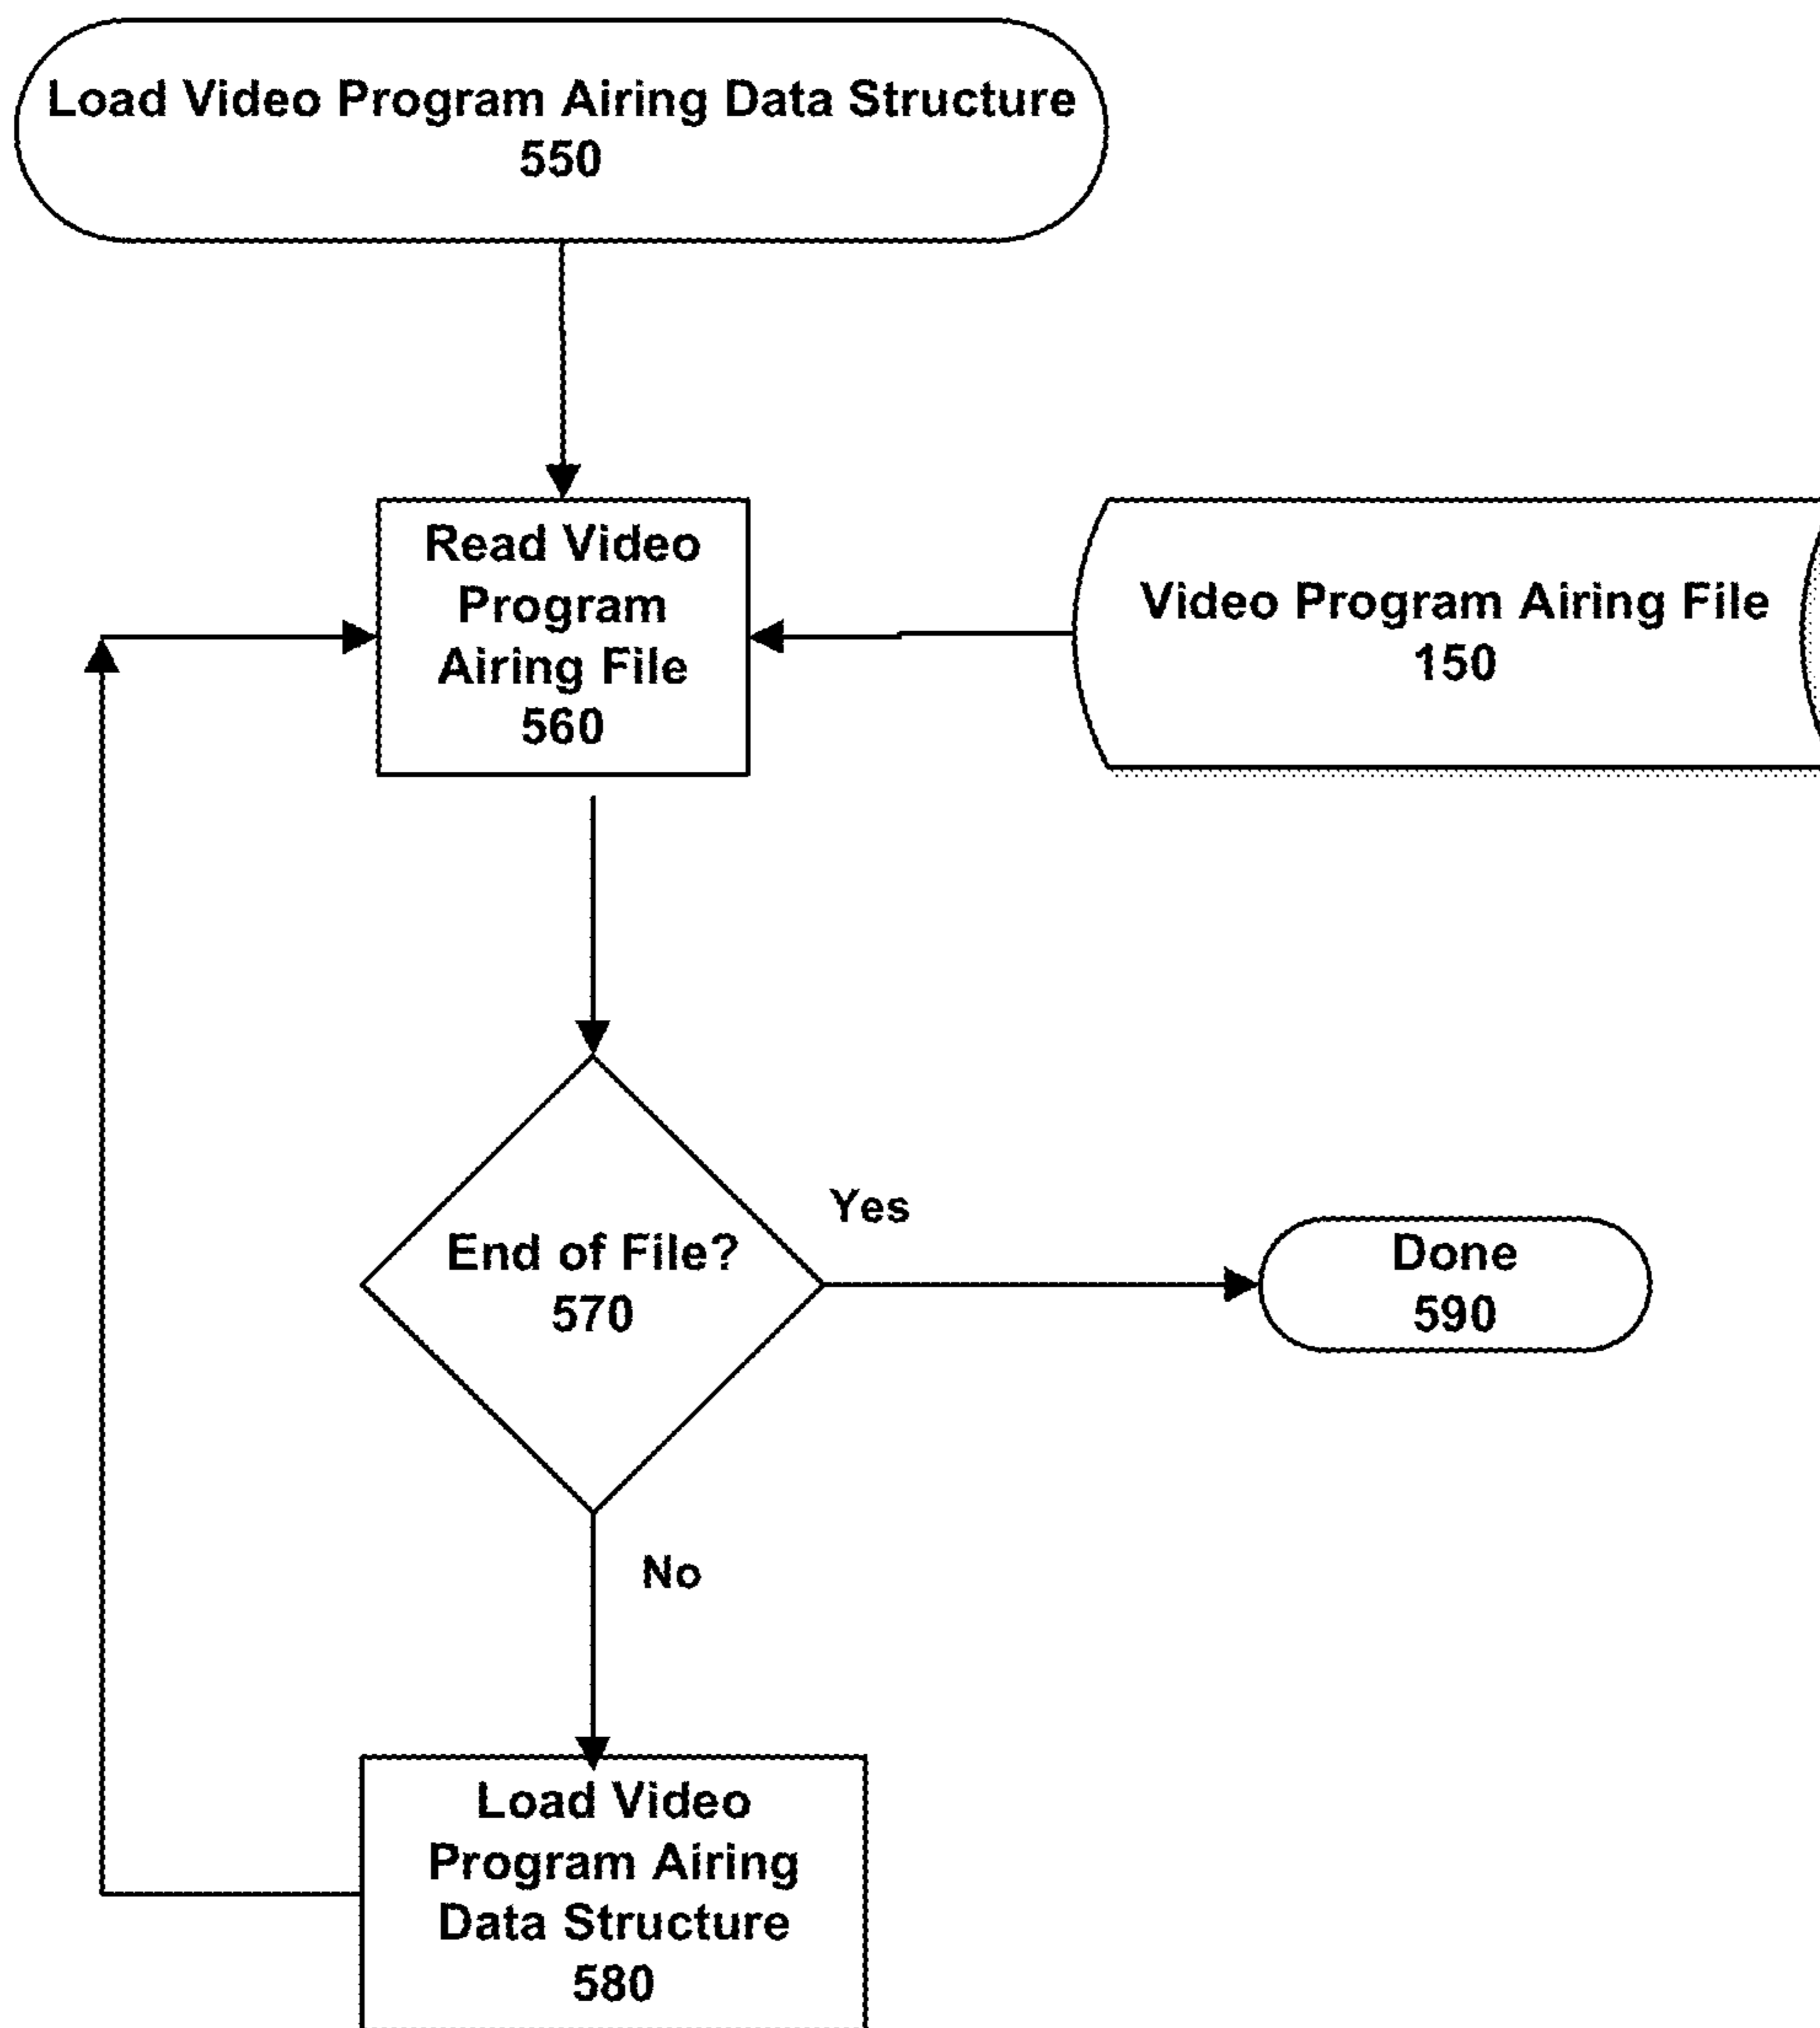 Load Video Program Airing Data Structure
550
Read Video
Program
Airing File
560
Video Program Airing File
150
End of File?
570
Yes
Done
590
No
Load Video
Program Airing
Data Structure
580